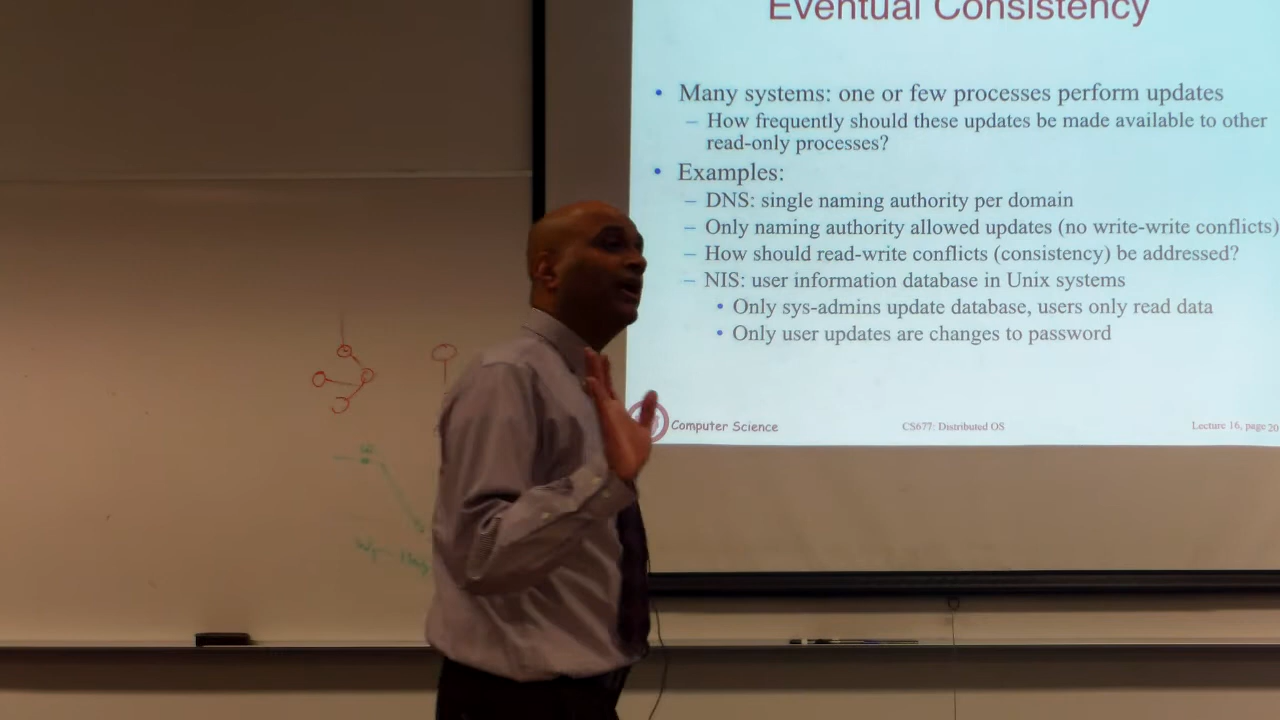 Eventual Consistency
• Many systems: one or few processes perform updates
– How frequently should these updates be made available to other
read-only processes?
• Examples:
– DNS: single naming authority per domain
– Only naming authority allowed updates (no write-write conflicts)
– How should read-write conflicts (consistency) be addressed?
– NIS: user information database in Unix systems
• Only sys-admins update database, users only read data
• Only user updates are changes to password
Computer Science
CS677: Distributed OS
Lecture 16, page 20